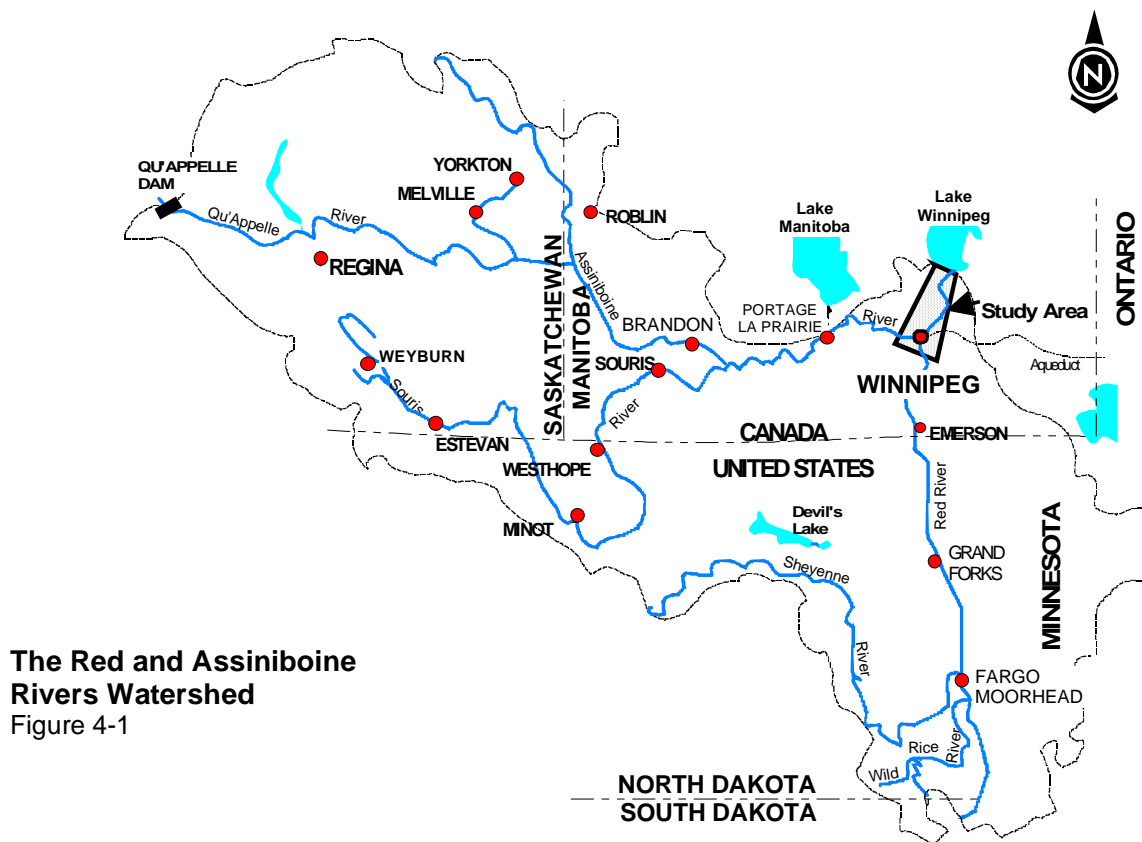 N
YORKTON
QU'APPELLE
DAM
MELVILLE
Qu'Appelle
River
ROBLIN
Lake
Manitoba
Lake
Winnipeg
ONTARIO
REGINA
SASKATCHEWAN
MANITOBA
Assiniboine
PORTAGE
LA PRAIRIE
River
Study Area
BRANDON
WEYBURN
SOURIS
Aqueduct
WINNIPEG
Souris
River
ESTEVAN
CANADA
EMERSON
WESTHOPE
UNITED STATES
Red River
MINOT
Devil's
Lake
MINNESOTA
GRAND
FORKS
Sheyenne
River
The Red and Assiniboine
Rivers Watershed
Figure 4-1
FARGO
MOORHEAD
Wild
Rice
River
NORTH DAKOTA
SOUTH DAKOTA